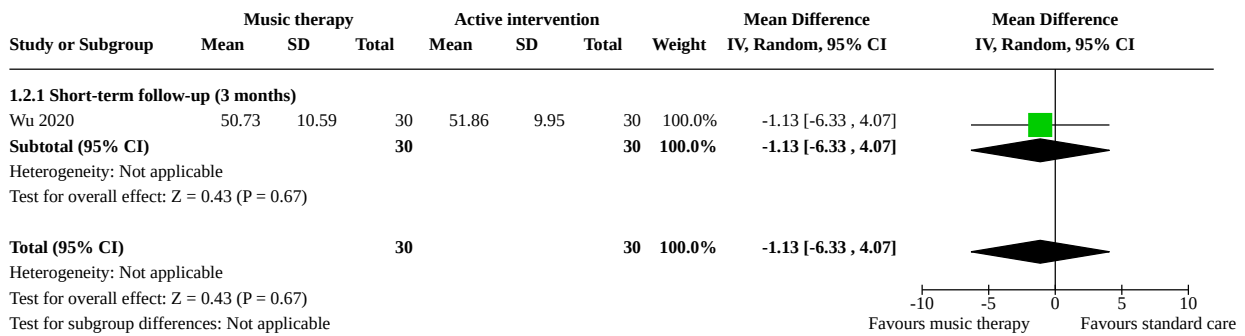 Music therapy Active intervention Mean Difference Mean Difference
Study or Subgroup Mean SD Total Mean SD Total Weight IV, Random, 95% CI IV, Random, 95% CI
1.2.1 Short-term follow-up (3 months)
Wu 2020 50.73 10.59 30 51.86 9.95 30 100.0% -1.13 [-6.33 , 4.07]
Subtotal (95% CI) 30 30 100.0% -1.13 [-6.33 , 4.07]
Heterogeneity: Not applicable
Test for overall effect: Z = 0.43 (P = 0.67)
Total (95% CI) 30 30 100.0% -1.13 [-6.33 , 4.07]
Heterogeneity: Not applicable
Test for overall effect: Z = 0.43 (P = 0.67) -10 -5 0 5 10
Test for subgroup differences: Not applicable Favours music therapy Favours standard care